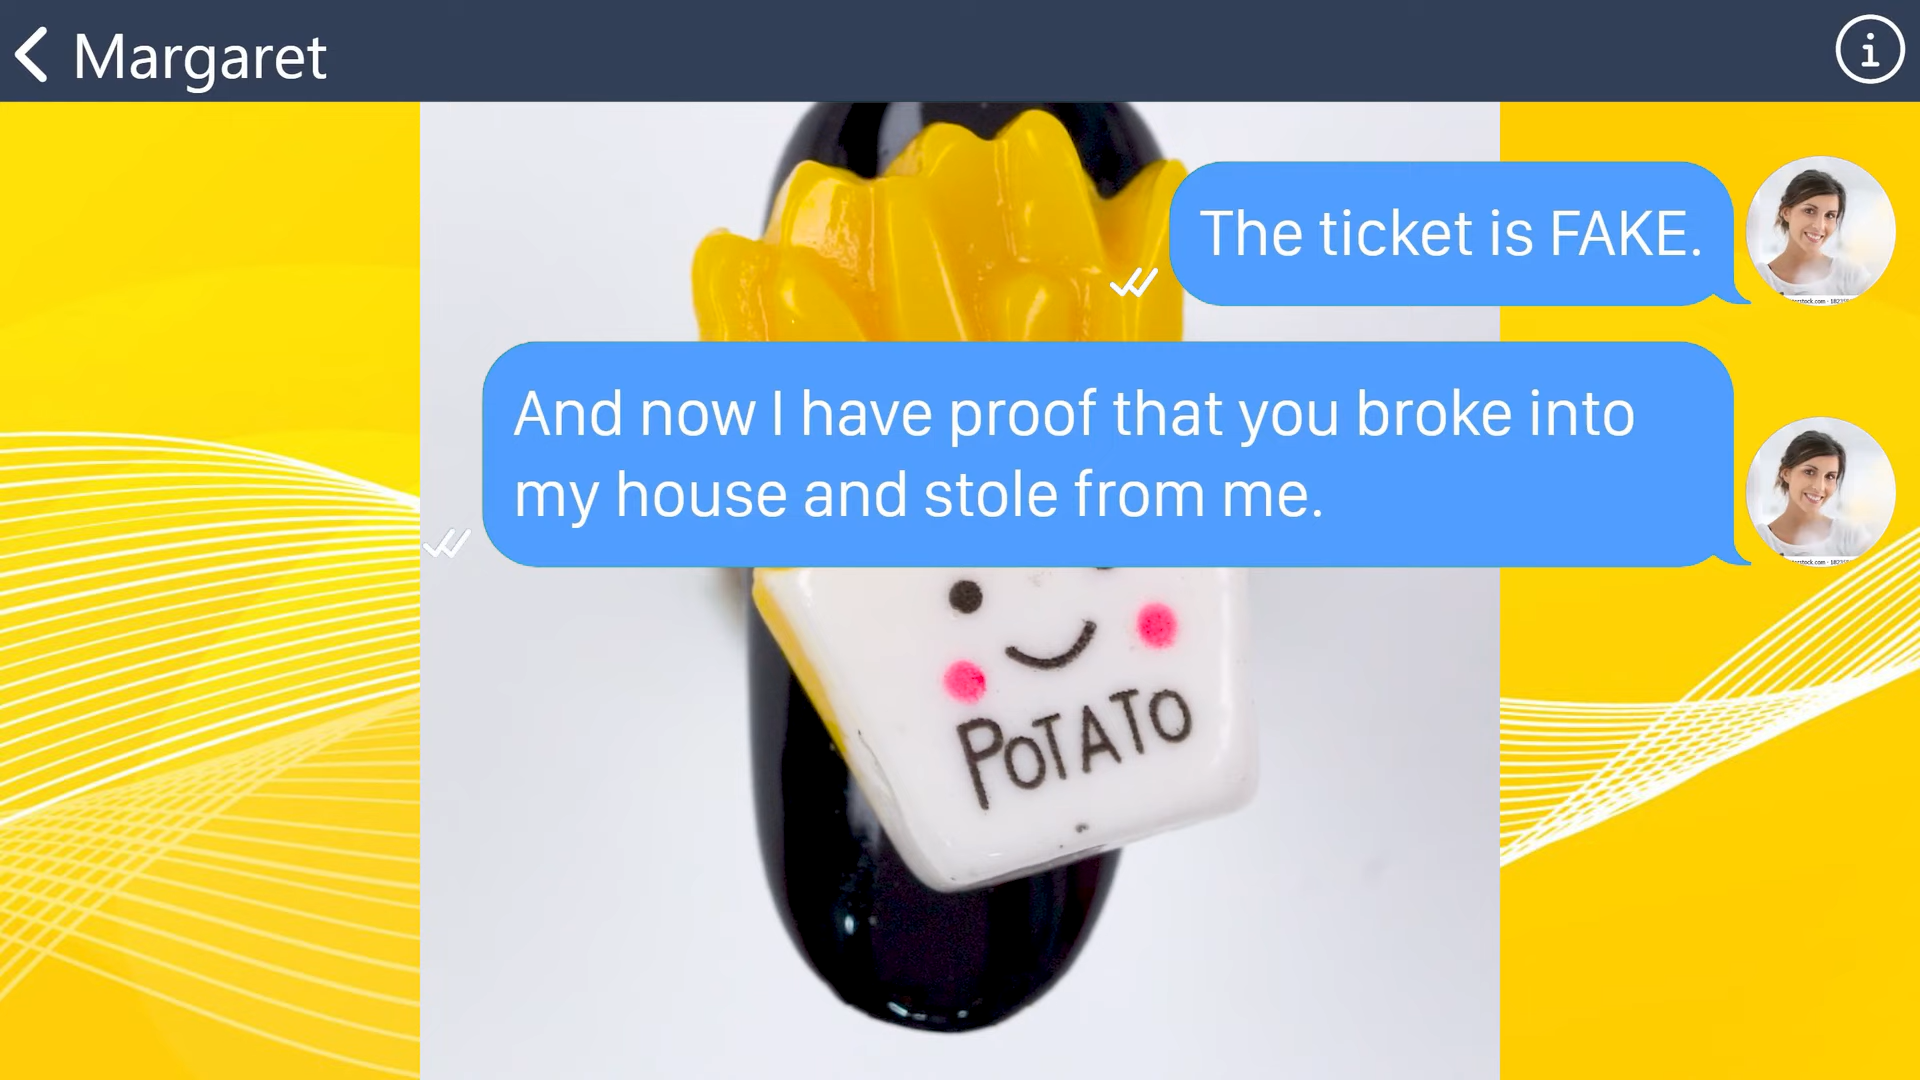 Margaret
The ticket is FAKE.
And now I have proof that you broke into
my house and stole from me.
POTATO